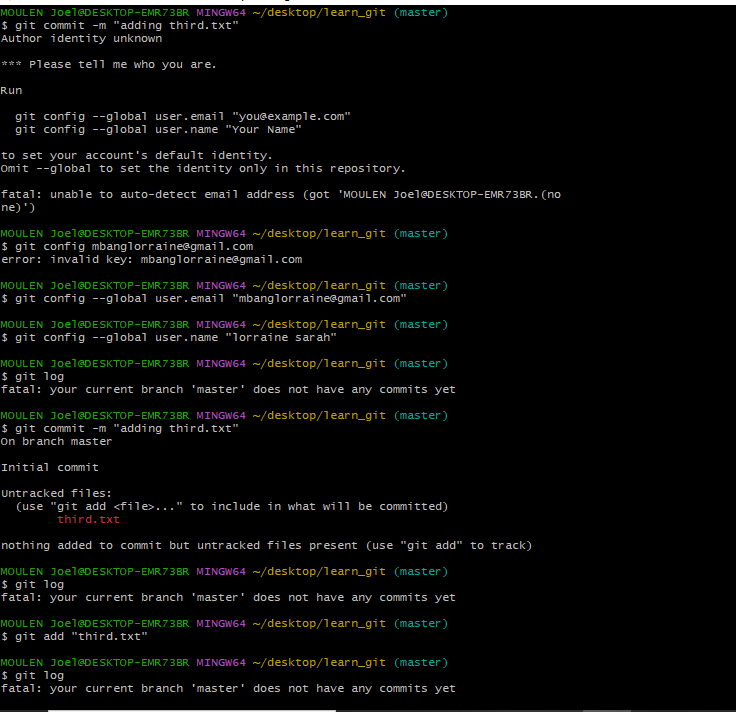 MOULEN Joel@DESKTOP-EMR73BR MINGW64 ~/desktop/learn_git (master)
$ git commit -m "adding third.txt"
Author identity unknown
*** Please tell me who you are.
Run
git config --global user.email "you@example.com"
git config --global user.name "Your Name"
to set your account's default identity.
Omit --global to set the identity only in this repository.
fatal: unable to auto-detect email address (got 'MOULEN Joel@DESKTOP-EMR73BR.(no
ne)')
MOULEN Joel@DESKTOP-EMR73BR MINGW64 ~/desktop/learn_git (master)
$ git config mbanglorraine@gmail.com
error: invalid key: mbanglorraine@gmail.com
MOULEN Joel@DESKTOP-EMR73BR MINGW64 ~/desktop/learn_git (master)
$ git config --global user.email "mbanglorraine@gmail.com"
MOULEN Joel@DESKTOP-EMR73BR MINGW64 ~/desktop/learn_git (master)
$ git config --global user.name "lorraine sarah"
MOULEN Joel@DESKTOP-EMR73BR MINGW64 ~/desktop/learn_git (master)
$ git log
fatal: your current branch 'master' does not have any commits yet
MOULEN Joel@DESKTOP-EMR73BR MINGW64 ~/desktop/learn_git (master)
$ git commit -m "adding third.txt"
On branch master
Initial commit
Untracked files:
(use "git add <file>..." to include in what will be committed)
third.txt
nothing added to commit but untracked files present (use "git add" to track)
MOULEN Joel@DESKTOP-EMR73BR MINGW64 ~/desktop/learn_git (master)
$ git log
fatal: your current branch 'master' does not have any commits yet
MOULEN Joel@DESKTOP-EMR73BR MINGW64 ~/desktop/learn_git (master)
$ git add "third.txt"
MOULEN Joel@DESKTOP-EMR73BR MINGW64 ~/desktop/learn_git (master)
$ git log
fatal: your current branch 'master' does not have any commits yet